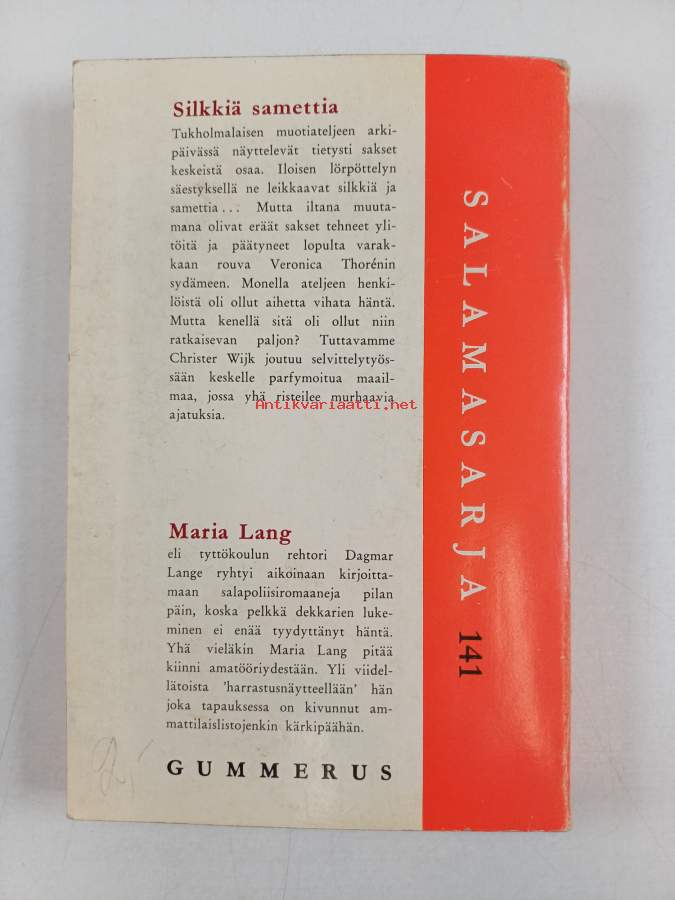 Silkkiä samettia
Tukholmalaisen muotiateljeen arki-
päivässä näyttelevät tietysti sakset
keskeistä osaa. Iloisen lörpöttelyn
säestyksellä ne leikkaavat silkkiä ja
samettia... Mutta iltana muuta-
mana olivat eräät sakset tehneet yli-
töitä ja päätyneet lopulta varak-
kaan rouva Veronica Thorénin
sydämeen. Monella ateljeen henki-
löistä oli ollut aihetta vihata häntä.
Mutta kenellä sitä oli ollut niin
ratkaisevan paljon? Tuttavamme
Christer Wijk joutuu selvittelytyös-
sään keskelle parfymoitua maail-
maa, jossa yhä risteilee murhaavia
ajatuksia.
Antikvariaatti.net
Maria Lang
eli tyttökoulun rehtori Dagmar
Lange ryhtyi aikoinaan kirjoitta-
maan salapoliisiromaaneja pilan
päin, koska pelkkä dekkarien luke-
minen ei enää tyydyttänyt häntä.
Yhä vieläkin Maria Lang pitää
kiinni amatööriydestään. Yli viidel-
lätoista 'harrastusnäytteellään' hän
joka tapauksessa on kivunnut am-
mattilaislistojenkin kärkipäähän.
GUMMERUS
SALAMASARJA 141
2,-